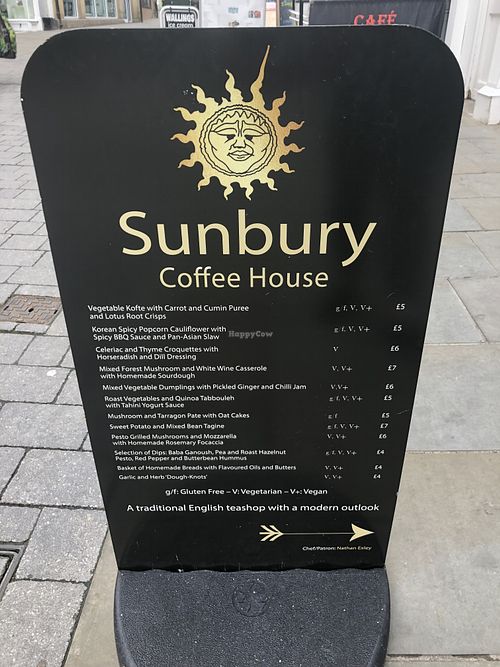 WALLINGS
ice cream
CAFÉ
Sunbury
Coffee House
Vegetable Kofte with Carrot and Cumin Puree
and Lotus Root Crisps g f, V, V+ £5
Korean Spicy Popcorn Cauliflower with
Spicy BBQ Sauce and Pan-Asian Slaw g f, V, V+ £5
HappyCow
Celeriac and Thyme Croquettes with
Horseradish and Dill Dressing V £6
Mixed Forest Mushroom and White Wine Casserole
with Homemade Sourdough V, V+ £7
Mixed Vegetable Dumplings with Pickled Ginger and Chilli Jam V,V+ £6
Roast Vegetables and Quinoa Tabbouleh
with Tahini Yogurt Sauce g f, V, V+ £5
Mushroom and Tarragon Pate with Oat Cakes g f £5
Sweet Potato and Mixed Bean Tagine g f, V, V+ £7
Pesto Grilled Mushrooms and Mozzarella
with Homemade Rosemary Focaccia V, V+ £6
Selection of Dips: Baba Ganoush, Pea and Roast Hazelnut
Pesto, Red Pepper and Butterbean Hummus g f, V, V+ £4
Basket of Homemade Breads with Flavoured Oils and Butters V, V+ £4
Garlic and Herb 'Dough-Knots' V, V+ £4
g/f: Gluten Free – V: Vegetarian – V+: Vegan
A traditional English teashop with a modern outlook
Chef/Patron: Nathan Exley